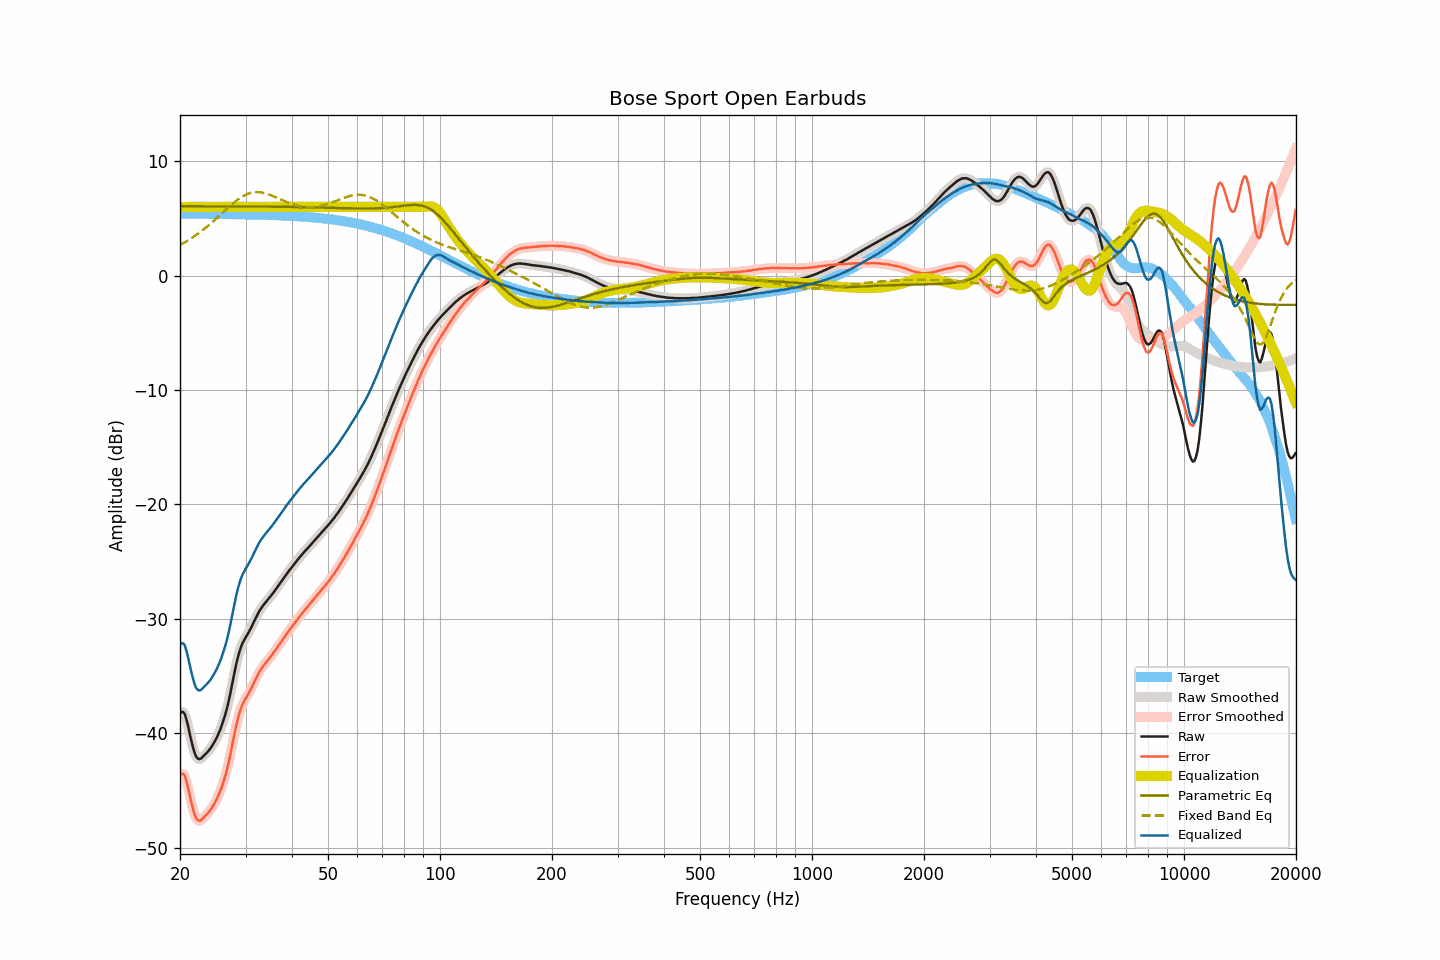 Bose Sport Open Earbuds
Amplitude (dBr)
10
0
−10
−20
−30
−40
−50
20
50
100
200
500
1000
2000
5000
10000
20000
Frequency (Hz)
Target
Raw Smoothed
Error Smoothed
Raw
Error
Equalization
Parametric Eq
Fixed Band Eq
Equalized